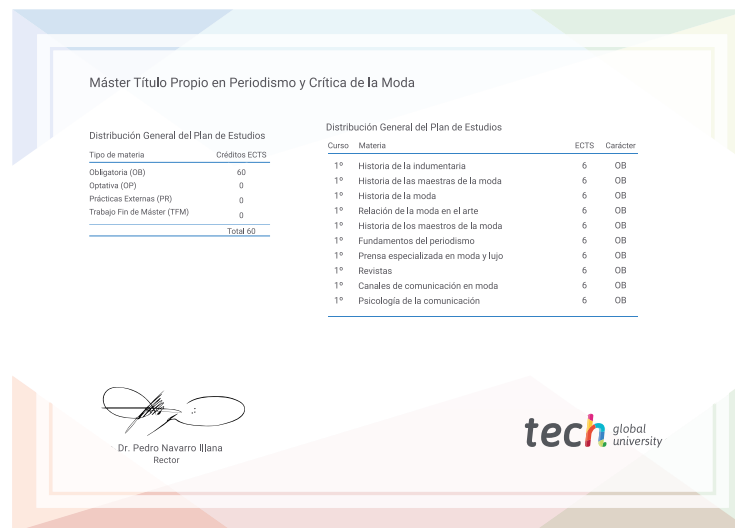 Máster Título Propio en Periodismo y Crítica de la Moda
Distribución General del Plan de Estudios
Tipo de materia Créditos ECTS
Obligatoria (OB) 60
Optativa (OP) 0
Prácticas Externas (PR) 0
Trabajo Fin de Máster (TFM) 0
Total 60
Distribución General del Plan de Estudios
Curso Materia ECTS Carácter
1º Historia de la indumentaria 6 OB
1º Historia de las maestras de la moda 6 OB
1º Historia de la moda 6 OB
1º Relación de la moda en el arte 6 OB
1º Historia de los maestros de la moda 6 OB
1º Fundamentos del periodismo 6 OB
1º Prensa especializada en moda y lujo 6 OB
1º Revistas 6 OB
1º Canales de comunicación en moda 6 OB
1º Psicología de la comunicación 6 OB
Dr. Pedro Navarro Illana
Rector
tech global
university